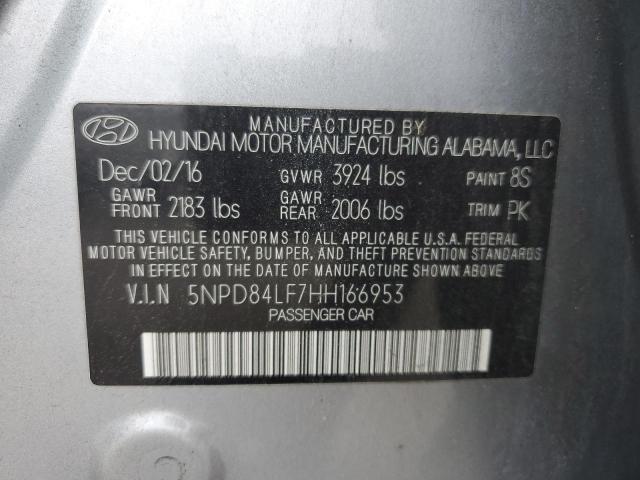 MANUFACTURED BY
HYUNDAI MOTOR MANUFACTURING ALABAMA, LLC
Dec/02/16 GVWR 3924 lbs PAINT 8S
GAWR FRONT 2183 lbs GAWR REAR 2006 lbs TRIM PK
THIS VEHICLE CONFORMS TO ALL APPLICABLE U.S.A. FEDERAL
MOTOR VEHICLE SAFETY, BUMPER, AND THEFT PREVENTION STANDARDS
IN EFFECT ON THE DATE OF MANUFACTURE SHOWN ABOVE
V.I.N 5NPD84LF7HH166953
PASSENGER CAR